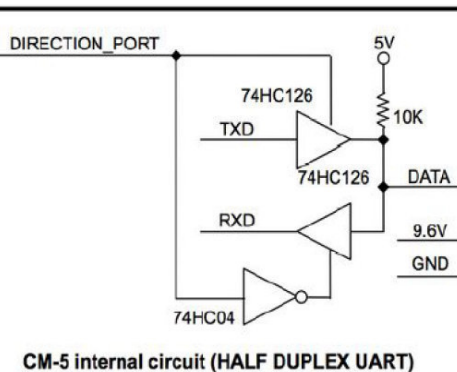 DIRECTION_PORT
5V
74HC126
10K
TXD
74HC126
DATA
RXD
9.6V
GND
74HC04
CM-5 internal circuit (HALF DUPLEX UART)